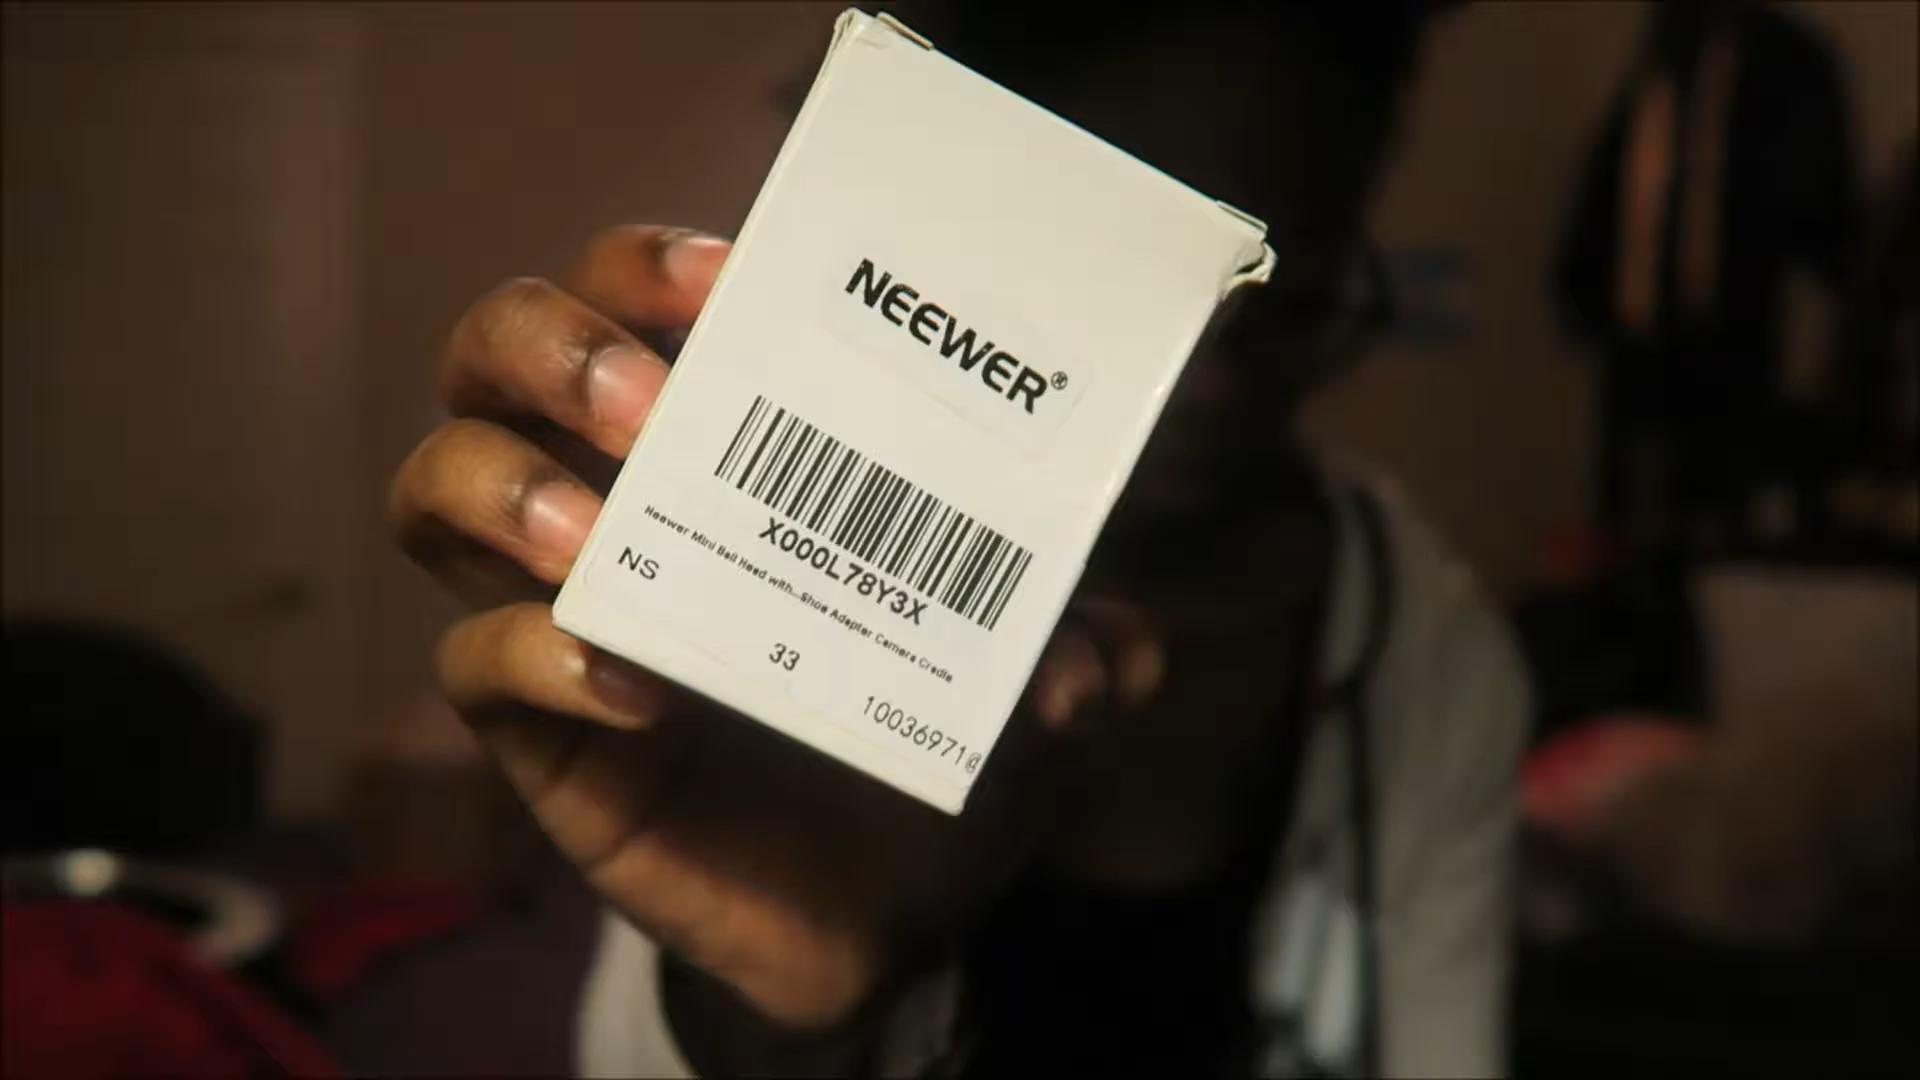 NEEWER®
X000L78Y3X
Neewer Mini Ball Head with...Shoe Adapter Camera Cradle
NS
33
10036971@